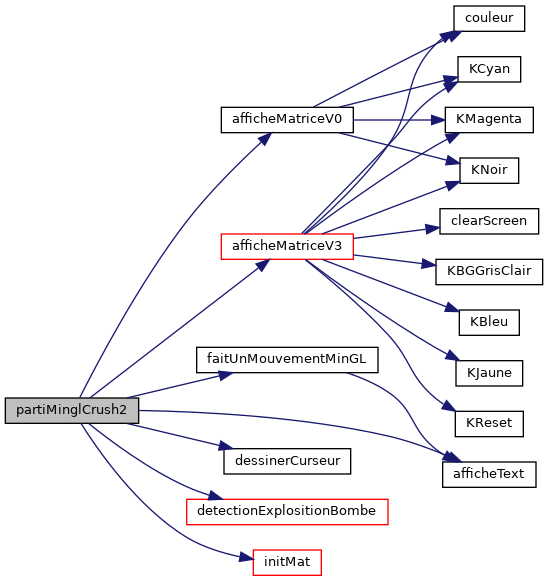 couleur
KCyan
afficheMatriceV0
KMagenta
KNoir
clearScreen
afficheMatriceV3
KBGGrisClair
KBleu
faitUnMouvementMinGL
KJaune
partiMinglCrush2
KReset
dessinerCurseur
afficheText
detectionExplositionBombe
initMat